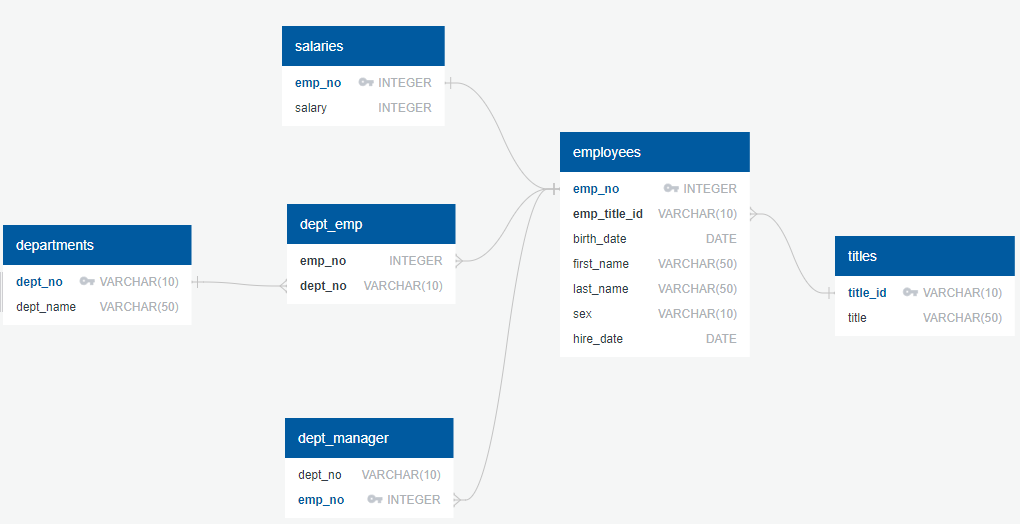 salaries
emp_no INTEGER
salary INTEGER
employees
emp_no INTEGER
emp_title_id VARCHAR(10)
birth_date DATE
first_name VARCHAR(50)
last_name VARCHAR(50)
sex VARCHAR(10)
hire_date DATE
dept_emp
emp_no INTEGER
dept_no VARCHAR(10)
departments
dept_no VARCHAR(10)
dept_name VARCHAR(50)
titles
title_id VARCHAR(10)
title VARCHAR(50)
dept_manager
dept_no VARCHAR(10)
emp_no INTEGER